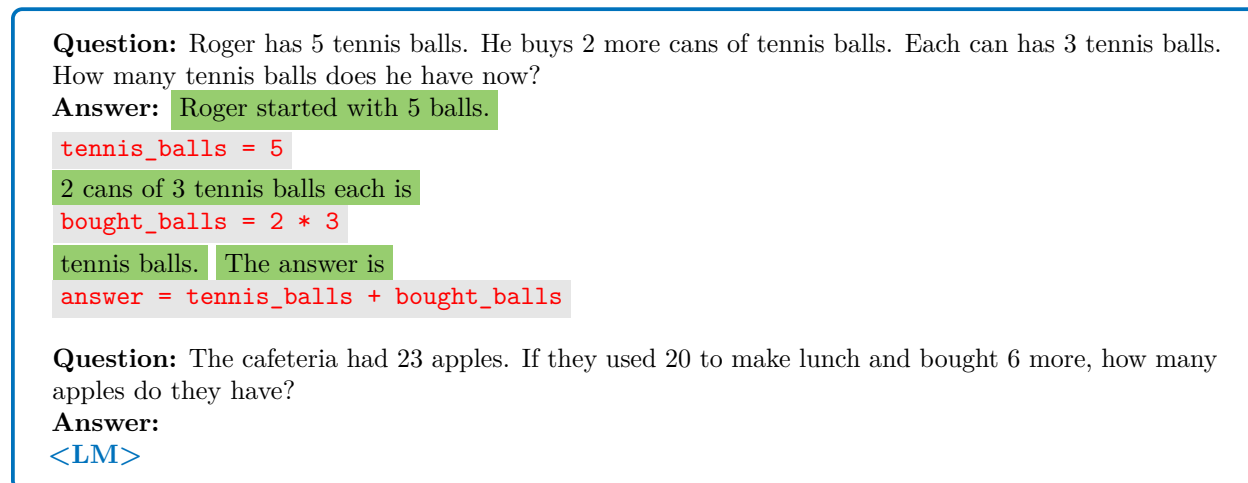 Question: Roger has 5 tennis balls. He buys 2 more cans of tennis balls. Each can has 3 tennis balls.
How many tennis balls does he have now?
Answer: Roger started with 5 balls.
tennis_balls = 5
2 cans of 3 tennis balls each is
bought_balls = 2 * 3
tennis balls. The answer is
answer = tennis_balls + bought_balls
Question: The cafeteria had 23 apples. If they used 20 to make lunch and bought 6 more, how many
apples do they have?
Answer:
<LM>